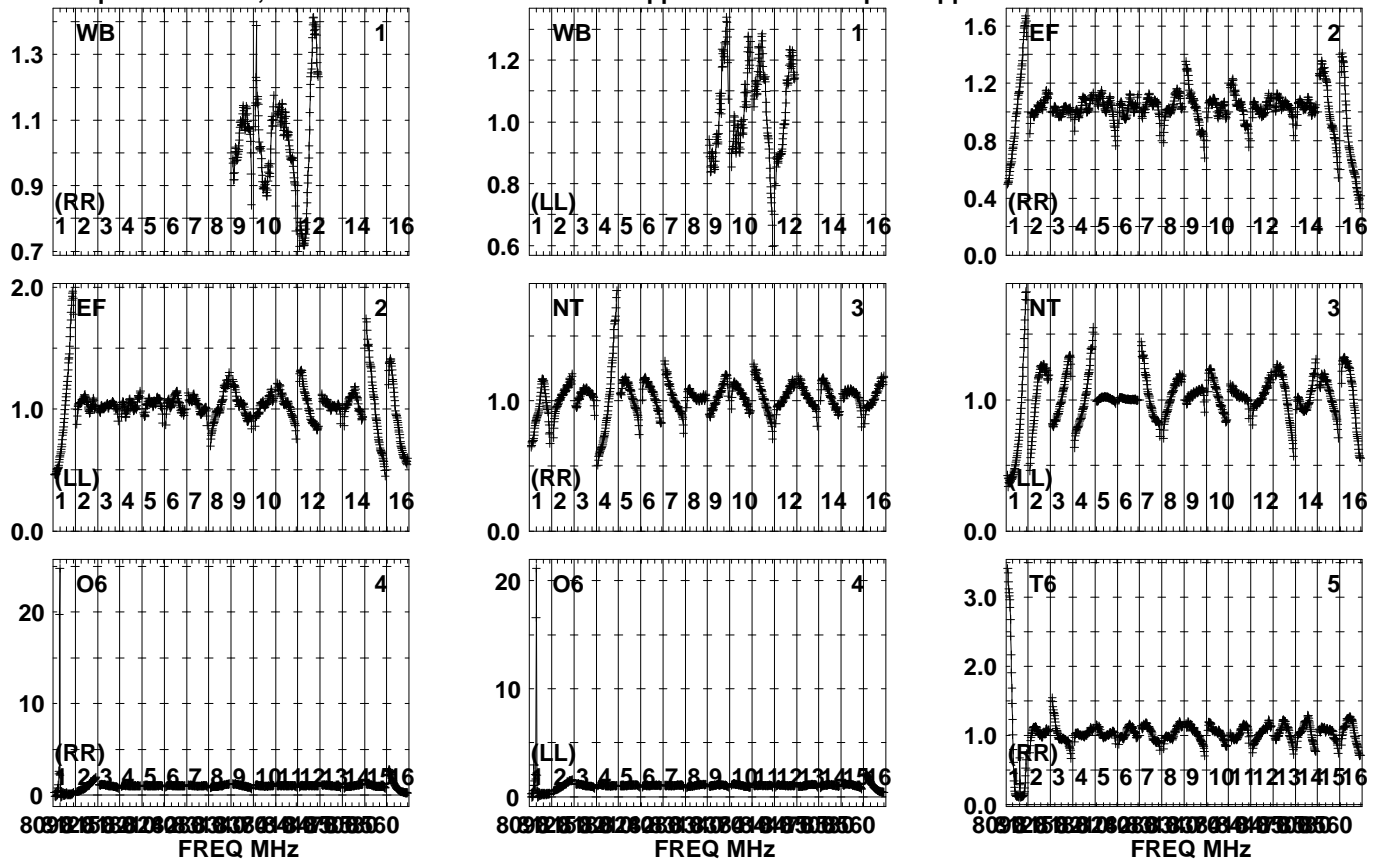 WB 1
1.3
1.1
0.9
0.7
(RR)
1 2 3 4 5 6 7 8 9 10 12 14 16
WB 1
1.2
1.0
0.8
0.6
(LL)
1 2 3 4 5 6 7 8 9 10 12 14 16
EF 2
1.6
1.2
0.8
0.4
0.0
(RR)
1 2 3 4 5 6 7 8 9 10 12 14 16
EF 2
2.0
1.0
0.0
(LL)
1 2 3 4 5 6 7 8 9 10 12 14 16
NT 3
1.0
(RR)
1 2 3 4 5 6 7 8 9 10 12 14 16
NT 3
1.0
0.0
(LL)
1 2 3 4 5 6 7 8 9 10 12 14 16
O6 4
20
10
0
(RR)
1 2 3 4 5 6 7 8 9 10 11 12 13 14 15 16
FREQ MHz
O6 4
20
10
0
(LL)
1 2 3 4 5 6 7 8 9 10 11 12 13 14 15 16
FREQ MHz
T6 5
3.0
2.0
1.0
0.0
(RR)
1 2 3 4 5 6 7 8 9 10 11 12 13 14 15 16
FREQ MHz